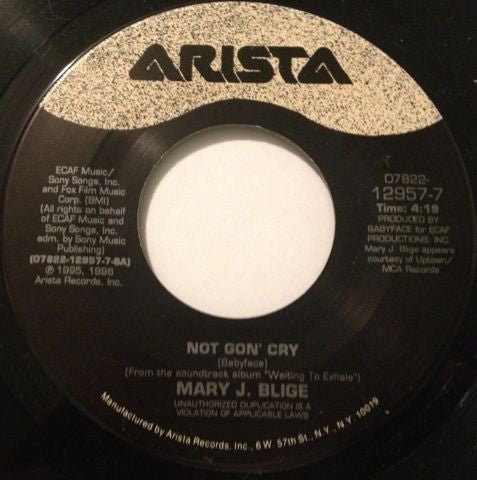 ARISTA
ECAF Music/
Sony Songs, Inc.
and Fox Film Music
Corp. (BMI)
(All rights on behalf
of ECAF Music and
Sony Songs, Inc.
adm. by Sony Music
Publishing)
(07822-12957-7-SA)
℗ 1995, 1996
Arista Records, Inc.
07822-
12957-7
Time: 4:18
PRODUCED BY
BABYFACE for ECAF
PRODUCTIONS, INC.
Mary J. Blige appears
courtesy of Uptown/
MCA Records
NOT GON' CRY
(Babyface)
(From the soundtrack album "Waiting To Exhale")
MARY J. BLIGE
UNAUTHORIZED DUPLICATION IS A
VIOLATION OF APPLICABLE LAWS
Manufactured by Arista Records, Inc., 6 W. 57th St., N.Y., N.Y. 10019